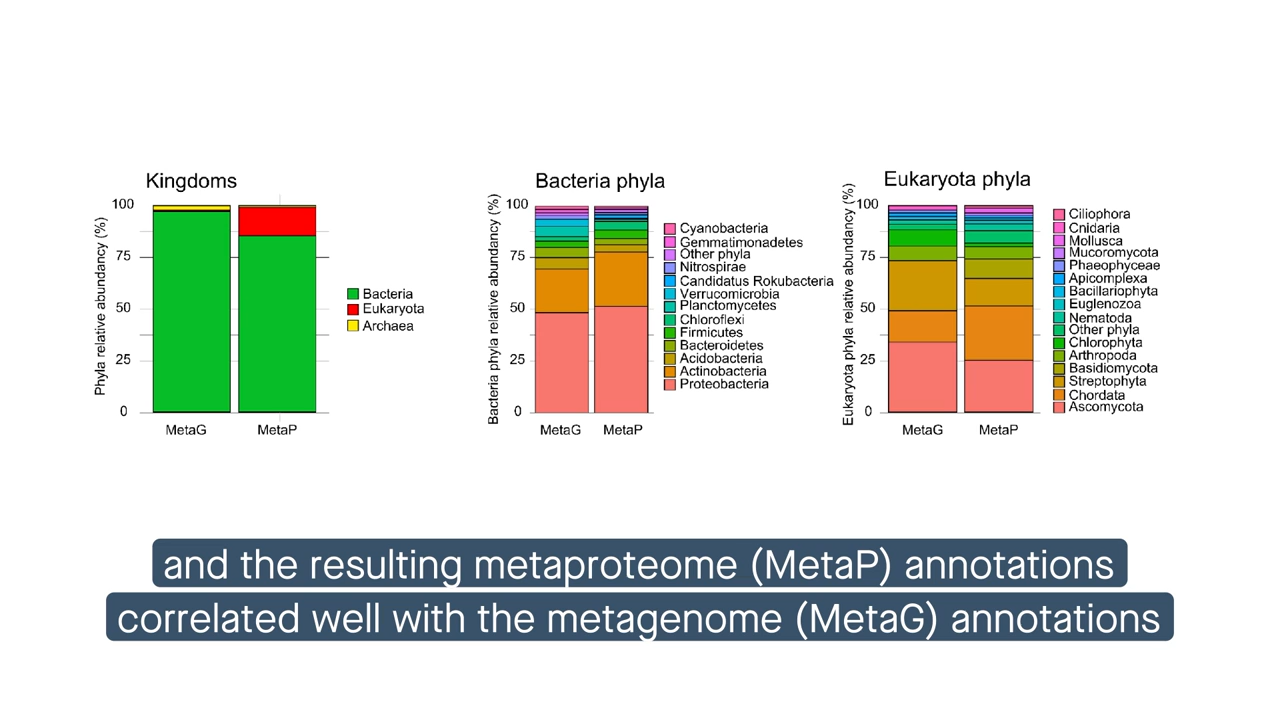 Kingdoms
Phyla relative abundancy (%)
100
75
50
25
0
MetaG
MetaP
Bacteria
Eukaryota
Archaea
Bacteria phyla
Bacteria phyla relative abundancy (%)
100
75
50
25
0
MetaG
MetaP
Cyanobacteria
Gemmatimonadetes
Other phyla
Nitrospirae
Candidatus Rokubacteria
Verrucomicrobia
Planctomycetes
Chloroflexi
Firmicutes
Bacteroidetes
Acidobacteria
Actinobacteria
Proteobacteria
Eukaryota phyla
Eukaryota phyla relative abundancy (%)
100
75
50
25
0
MetaG
MetaP
Ciliophora
Cnidaria
Mollusca
Mucoromycota
Phaeophyceae
Apicomplexa
Bacillariophyta
Euglenozoa
Nematoda
Other phyla
Chlorophyta
Arthropoda
Basidiomycota
Streptophyta
Chordata
Ascomycota
and the resulting metaproteome (MetaP) annotations
correlated well with the metagenome (MetaG) annotations